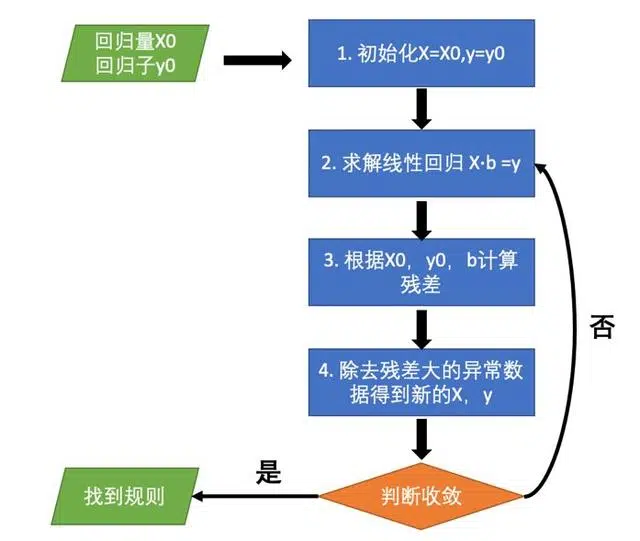 回归量X0
回归子y0
1. 初始化X=X0,y=y0
2. 求解线性回归 X·b =y
3. 根据X0，y0，b计算
残差
4. 除去残差大的异常数
据得到新的X，y
否
是
找到规则
判断收敛